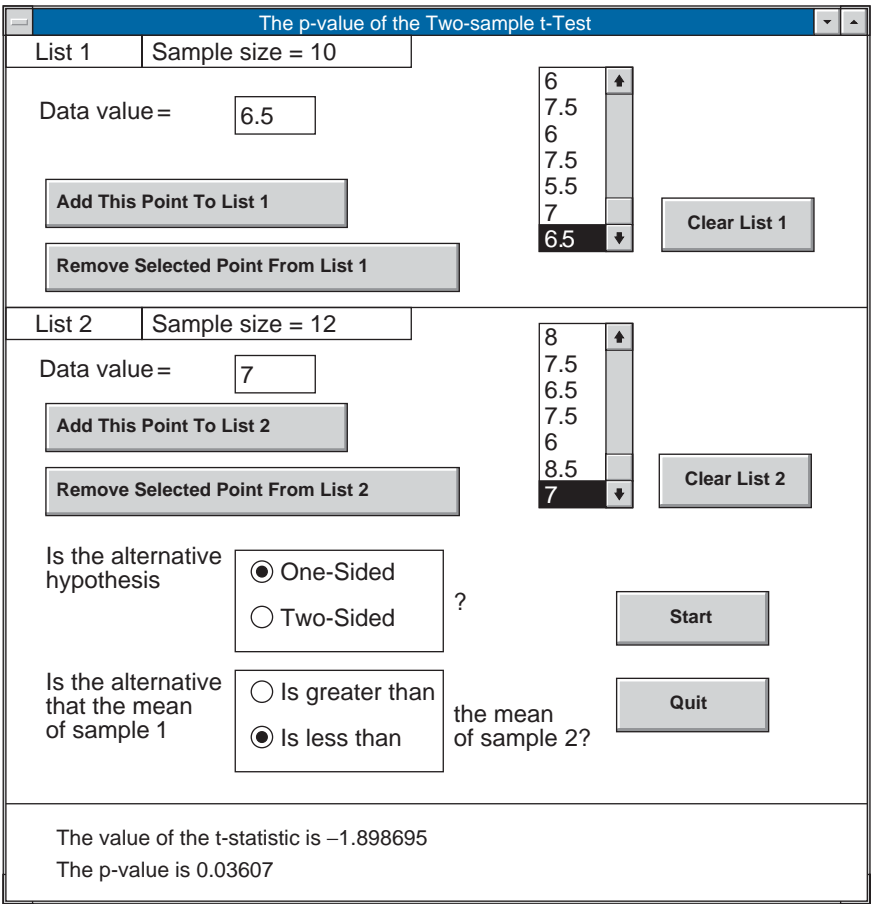 The p-value of the Two-sample t-Test
List 1
Sample size = 10
Data value =
6.5
6
7.5
6
7.5
5.5
7
6.5
Add This Point To List 1
Remove Selected Point From List 1
Clear List 1
List 2
Sample size = 12
Data value =
7
8
7.5
6.5
7.5
6
8.5
7
Add This Point To List 2
Remove Selected Point From List 2
Clear List 2
Is the alternative
hypothesis
One-Sided
Two-Sided
?
Start
Is the alternative
that the mean
of sample 1
Is greater than
Is less than
the mean
of sample 2?
Quit
The value of the t-statistic is −1.898695
The p-value is 0.03607